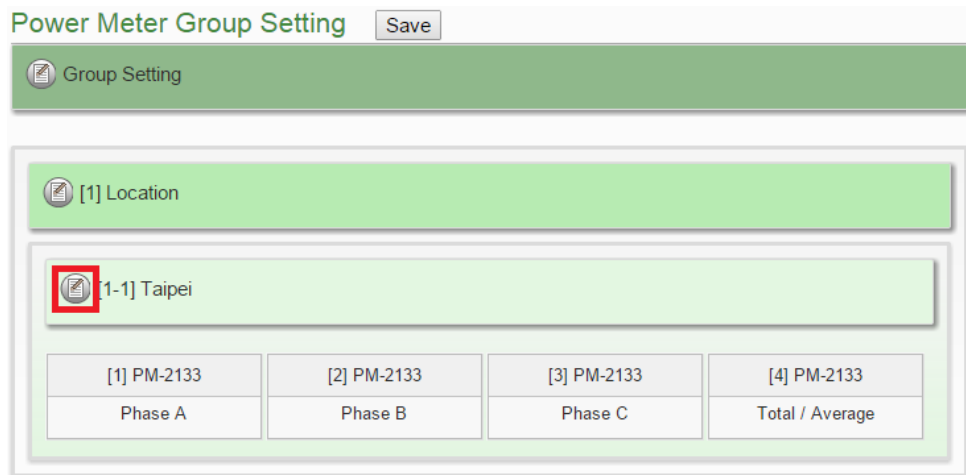 Power Meter Group Setting Save
Group Setting
[1] Location
[1-1] Taipei
[1] PM-2133 [2] PM-2133 [3] PM-2133 [4] PM-2133
Phase A Phase B Phase C Total / Average